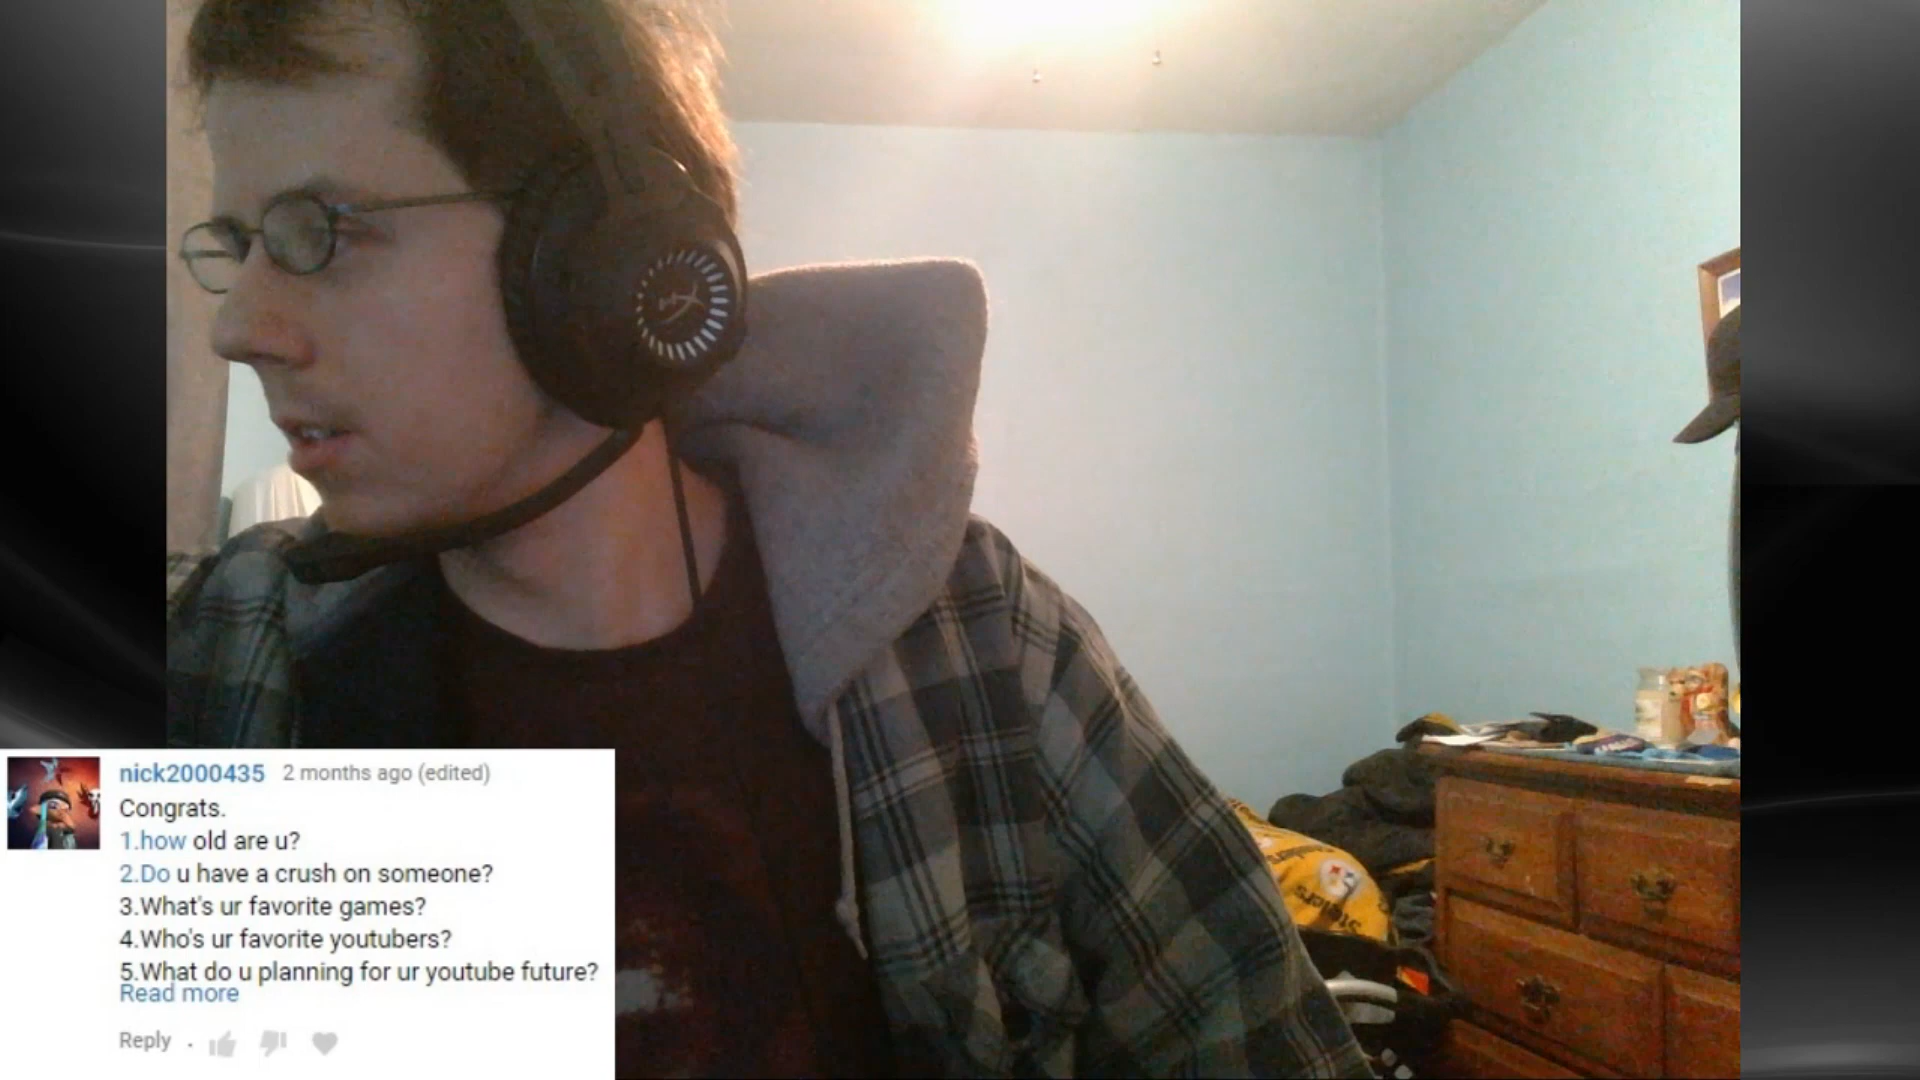 nick2000435 2 months ago (edited)
Congrats.
1.how old are u?
2.Do u have a crush on someone?
3.What's ur favorite games?
4.Who's ur favorite youtubers?
5.What do u planning for ur youtube future?
Read more
Reply
Steelers